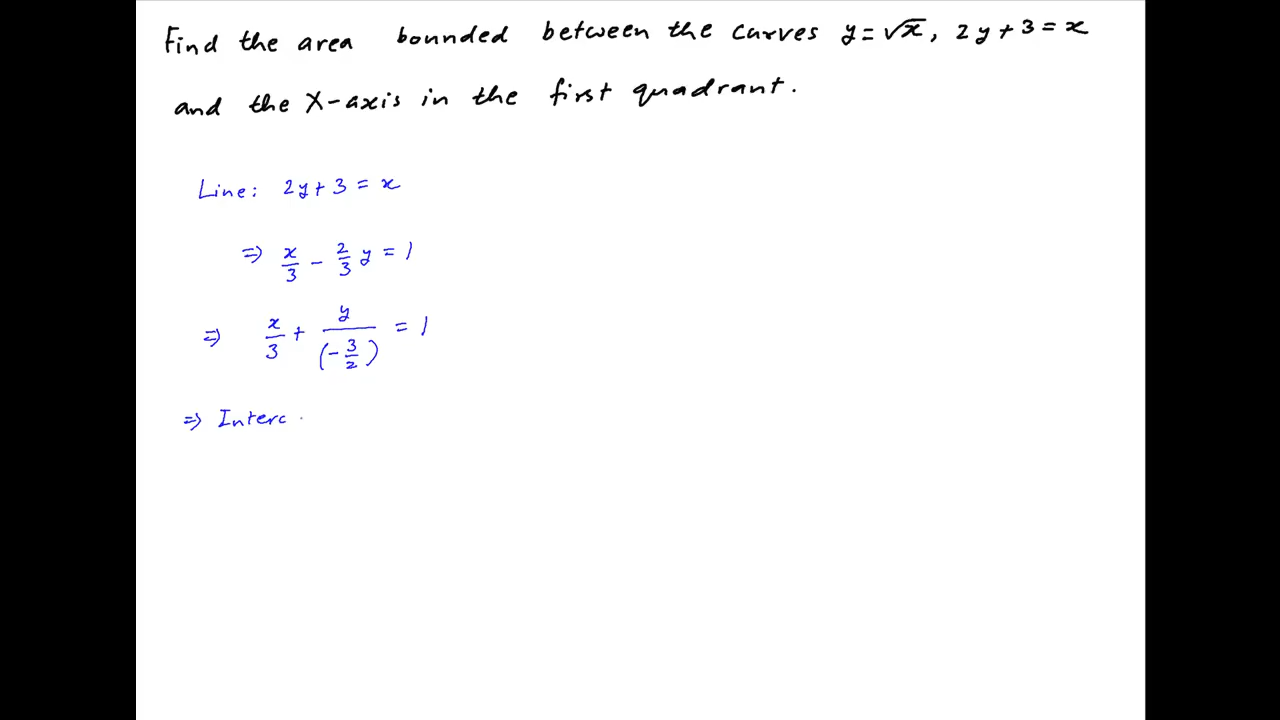 Find the area bounded between the curves y = √x, 2y + 3 = x
and the X-axis in the first quadrant.
Line: 2y + 3 = x
⇒ x/3 - 2/3 y = 1
⇒ x/3 + y/(-3/2) = 1
⇒ Interc